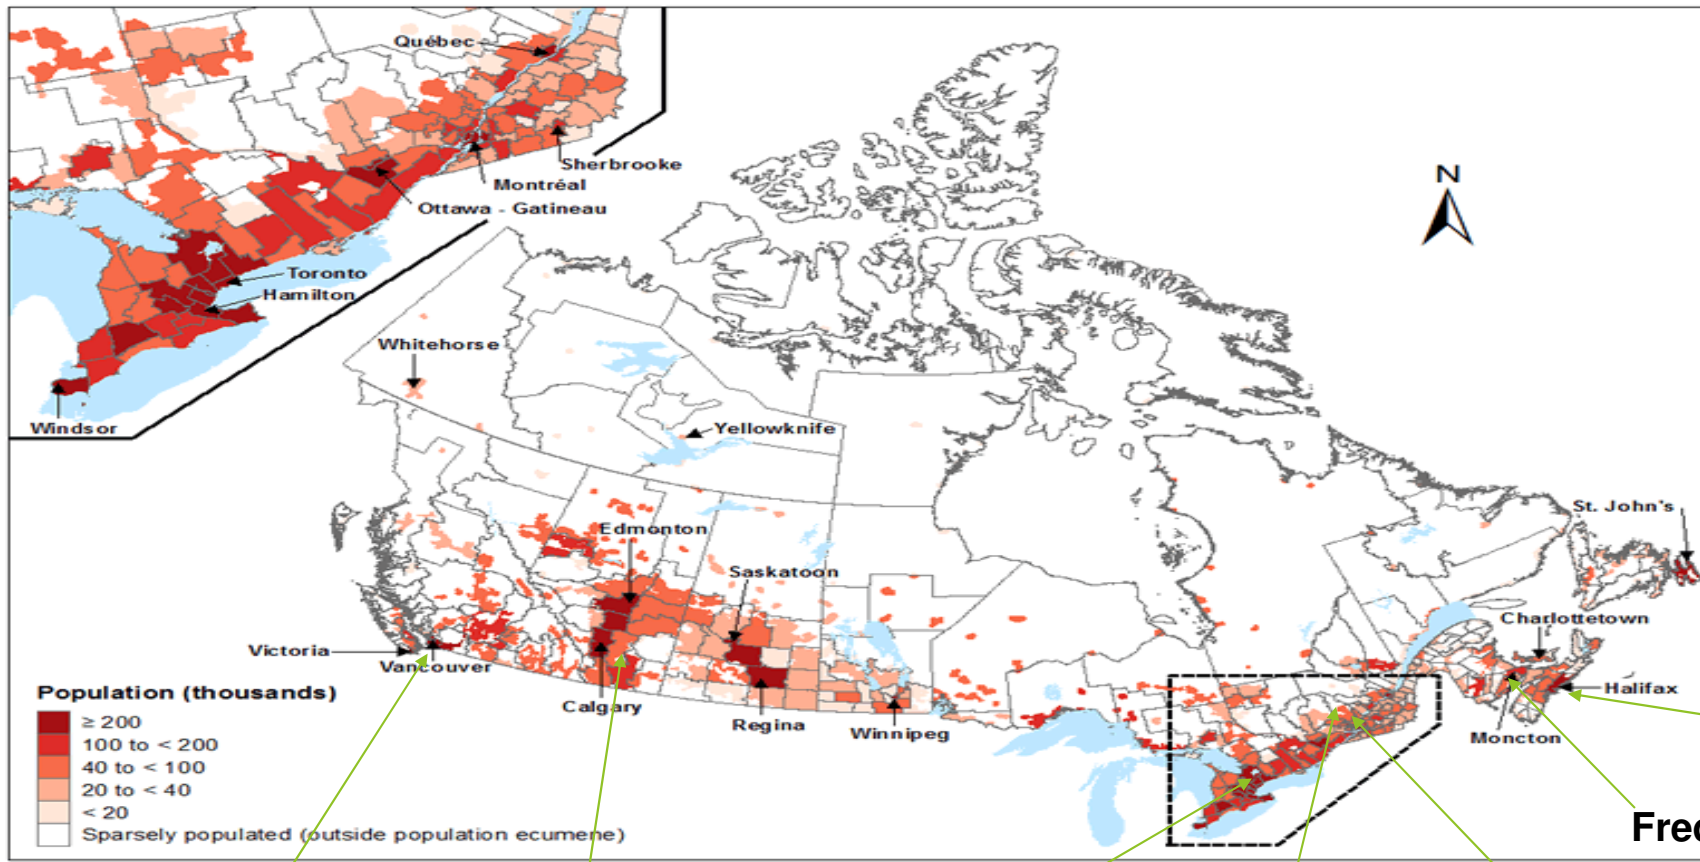 Québec
Sherbrooke
Montréal
Ottawa - Gatineau
Toronto
Hamilton
Windsor
N
Whitehorse
Yellowknife
St. John's
Edmonton
Saskatoon
Charlottetown
Victoria
Vancouver
Halifax
Calgary
Regina
Winnipeg
Moncton
Population (thousands)
≥ 200
100 to < 200
40 to < 100
20 to < 40
< 20
Sparsely populated (outside population ecumene)